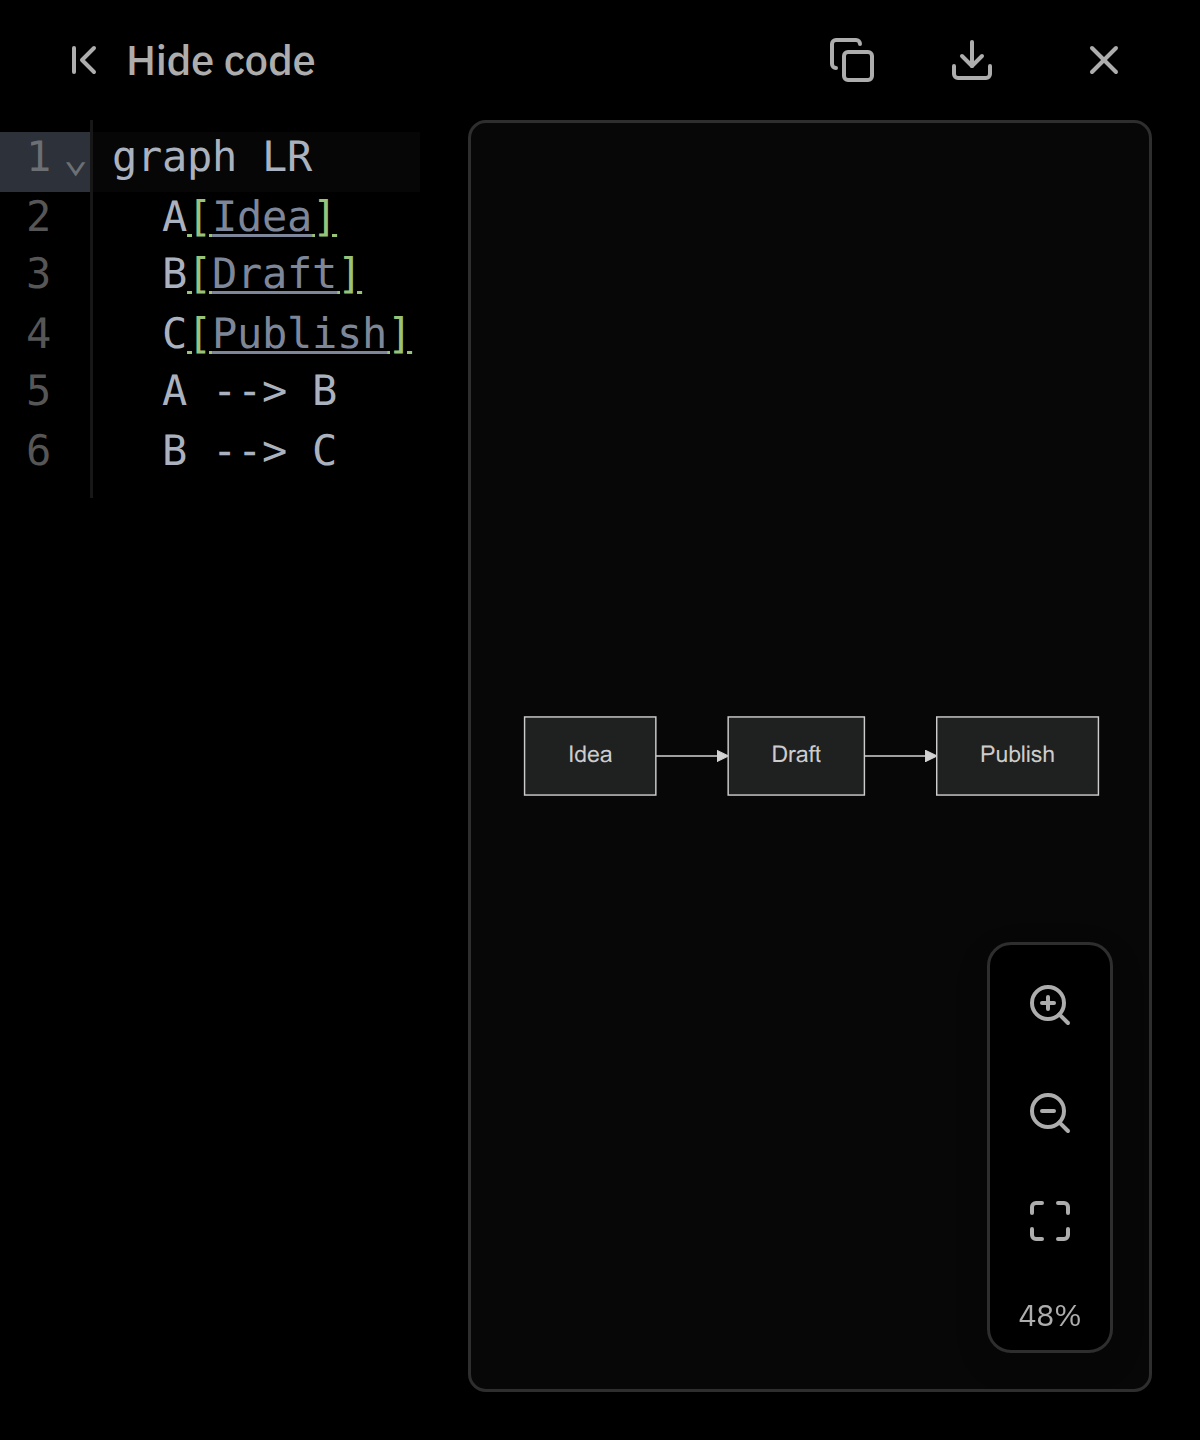 Hide code
1 graph LR
2 A[Idea]
3 B[Draft]
4 C[Publish]
5 A --> B
6 B --> C
Idea Draft Publish
48%